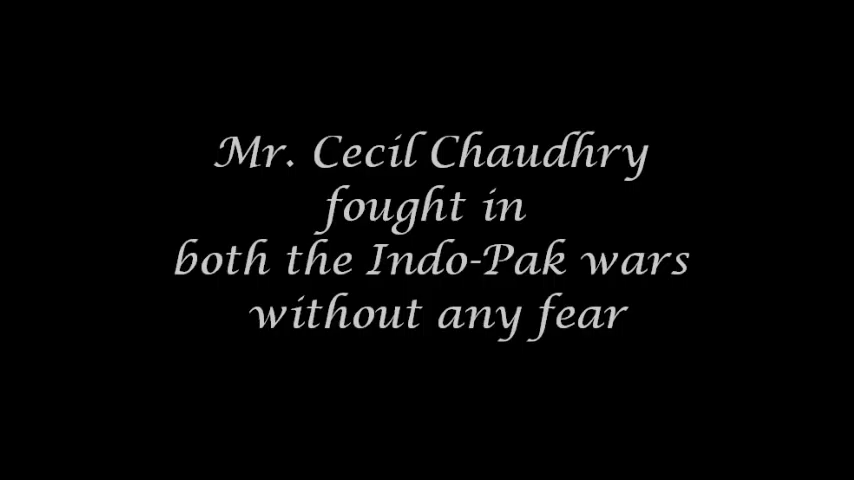 Mr. Cecil Chaudhry
fought in
both the Indo-Pak wars
without any fear